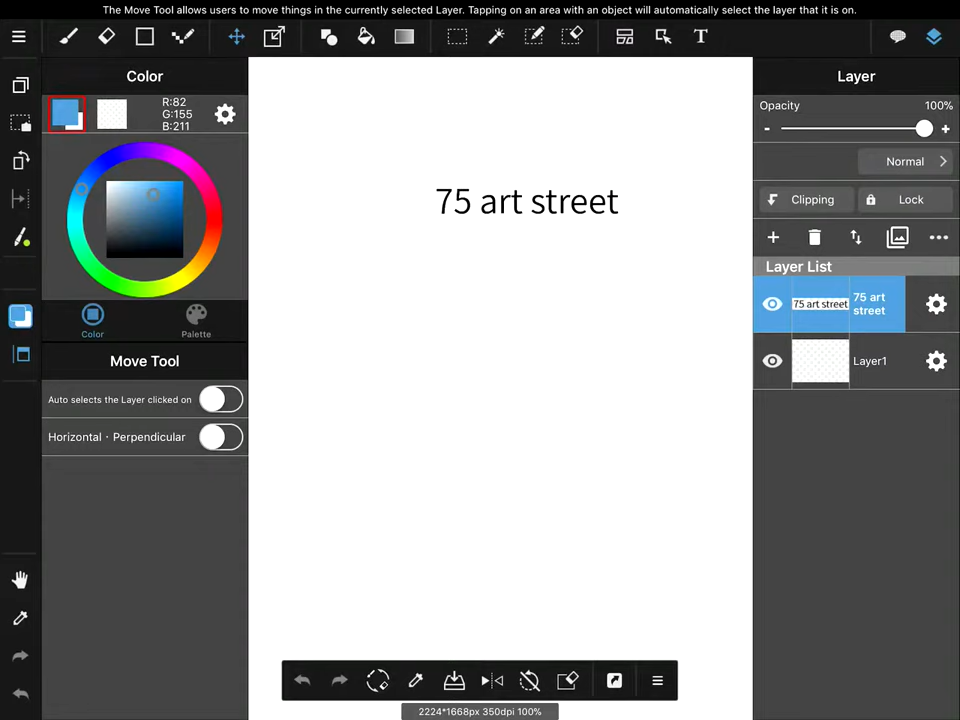 The Move Tool allows users to move things in the currently selected Layer. Tapping on an area with an object will automatically select the layer that it is on.
T
Color
R:82
G:155
B:211
Color
Palette
Move Tool
Auto selects the Layer clicked on
Horizontal · Perpendicular
75 art street
Layer
Opacity 100%
- +
Normal >
Clipping
Lock
Layer List
75 art street
75 art
street
Layer1
2224*1668px 350dpi 100%